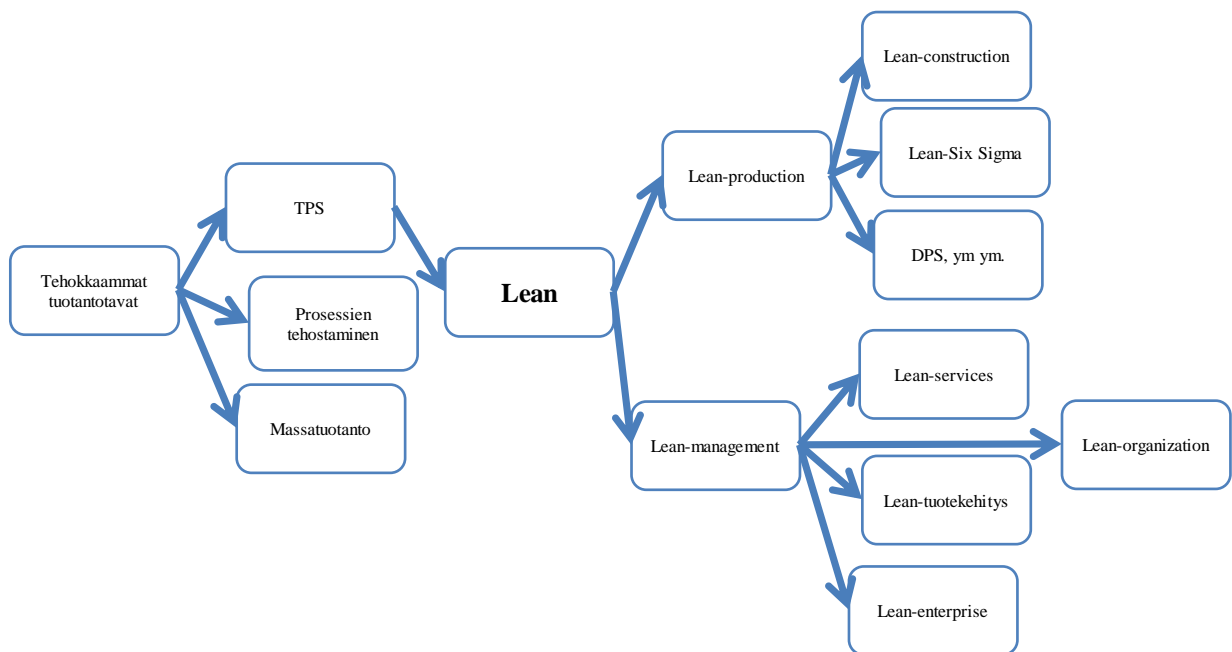 Tehokkaammat
tuotantotavat
TPS
Prosessien
tehostaminen
Massatuotanto
Lean
Lean-production
Lean-management
Lean-construction
Lean-Six Sigma
DPS, ym ym.
Lean-services
Lean-organization
Lean-tuotekehitys
Lean-enterprise